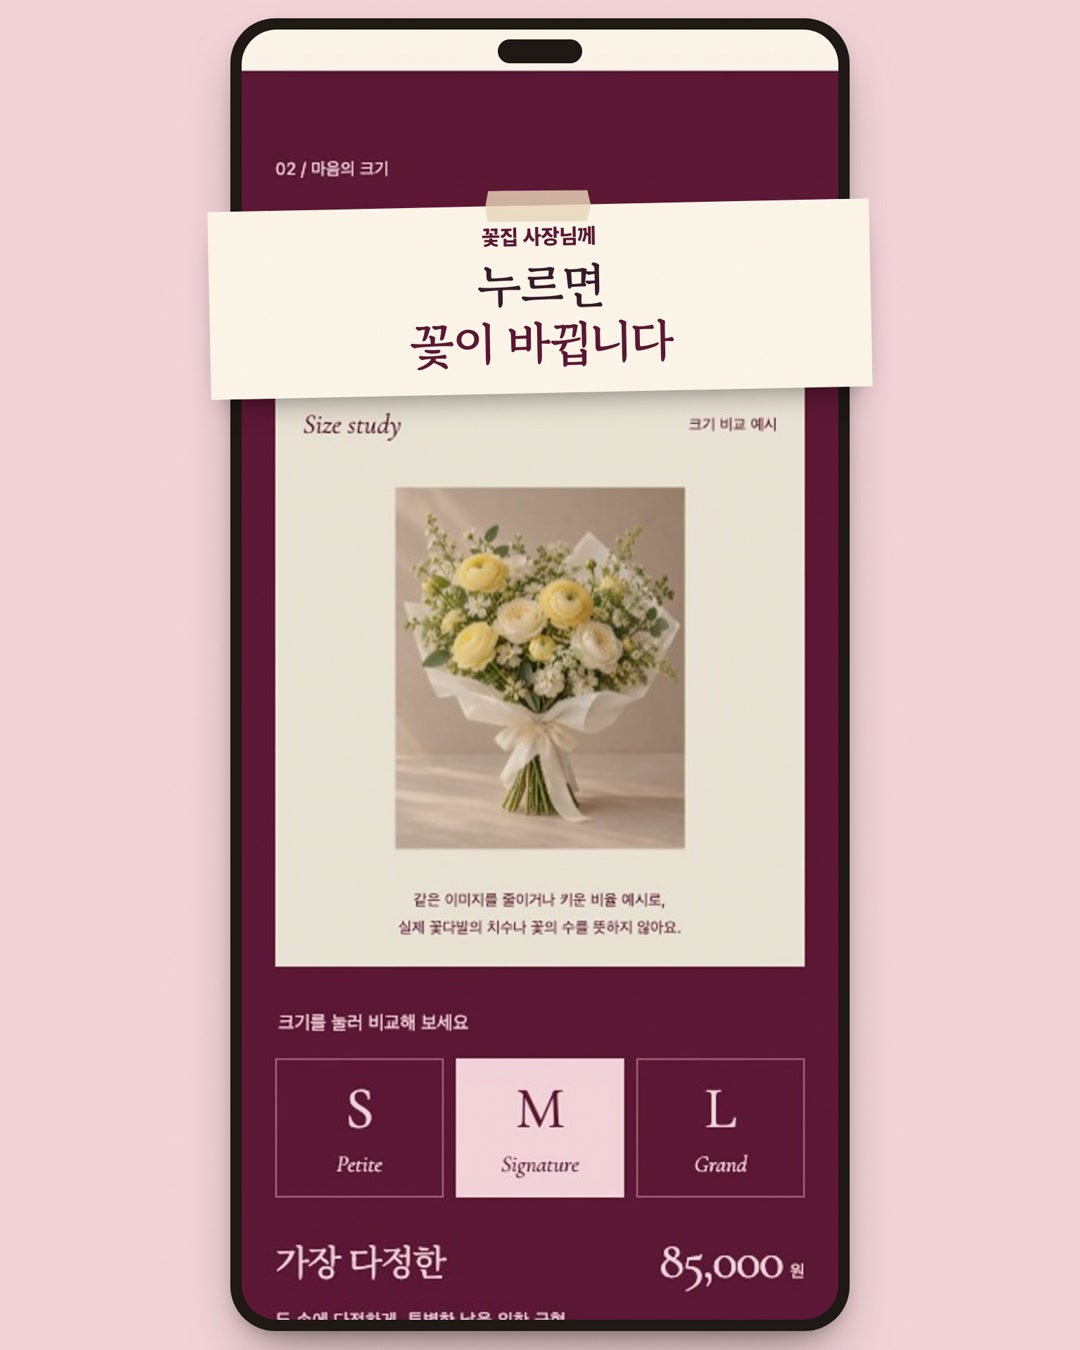 02 / 마음의 크기
꽃집 사장님께
누르면
꽃이 바뀝니다
Size study
크기 비교 예시
같은 이미지를 줄이거나 키운 비율 예시로,
실제 꽃다발의 치수나 꽃의 수를 뜻하지 않아요.
크기를 눌러 비교해 보세요
S
Petite
M
Signature
L
Grand
가장 다정한
85,000 원